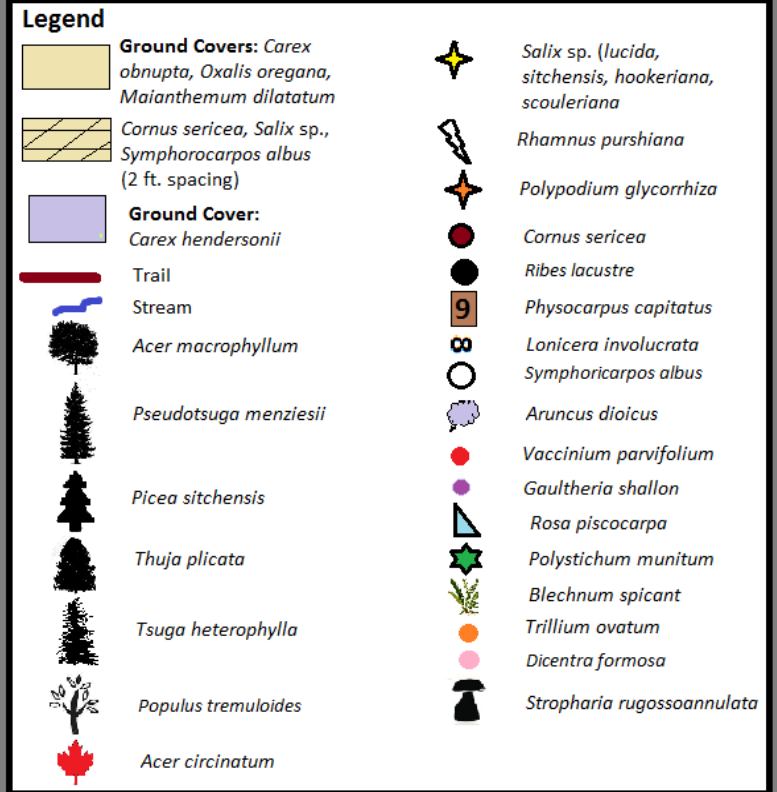 Legend
Ground Covers: Carex
obnupta, Oxalis oregana,
Maianthemum dilatatum
Cornus sericea, Salix sp.,
Symphorocarpos albus
(2 ft. spacing)
Ground Cover:
Carex hendersonii
Trail
Stream
Acer macrophyllum
Pseudotsuga menziesii
Picea sitchensis
Thuja plicata
Tsuga heterophylla
Populus tremuloides
Acer circinatum
Salix sp. (lucida,
sitchensis, hookeriana,
scouleriana
Rhamnus purshiana
Polypodium glycorrhiza
Cornus sericea
Ribes lacustre
9
Physocarpus capitatus
Lonicera involucrata
Symphoricarpos albus
Aruncus dioicus
Vaccinium parvifolium
Gaultheria shallon
Rosa piscocarpa
Polystichum munitum
Blechnum spicant
Trillium ovatum
Dicentra formosa
Stropharia rugossoannulata